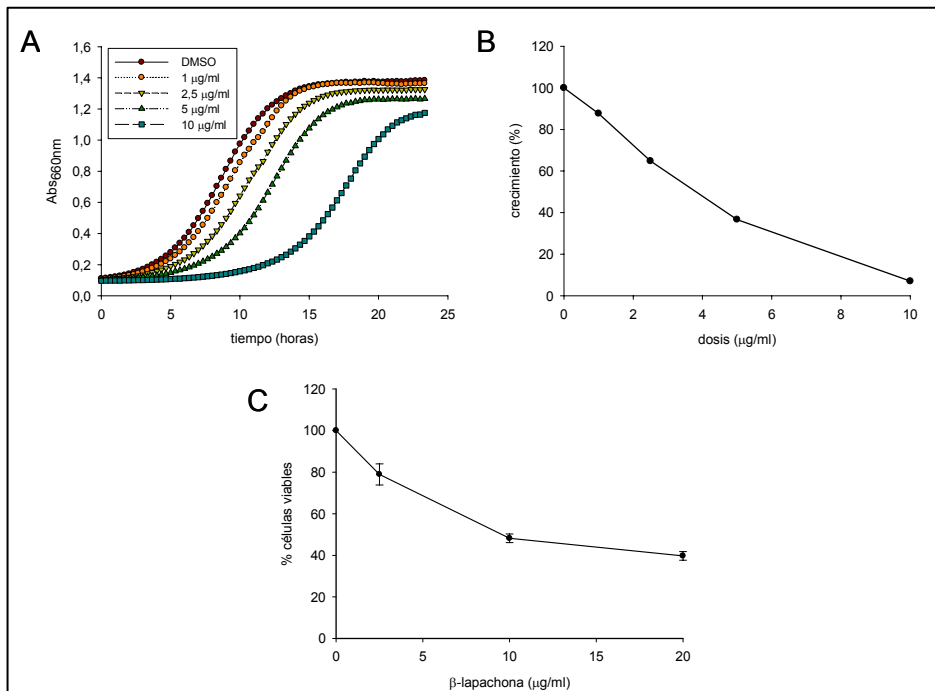 A
1,6
1,4
1,2
1,0
0,8
0,6
0,4
0,2
0,0
Abs660nm
DMSO
1 μg/ml
2,5 μg/ml
5 μg/ml
10 μg/ml
0 5 10 15 20 25
tiempo (horas)
B
120
100
80
60
40
20
0
crecimiento (%)
0 2 4 6 8 10
dosis (μg/ml)
C
120
100
80
60
40
20
0
% células viables
0 5 10 15 20
β-lapachona (μg/ml)